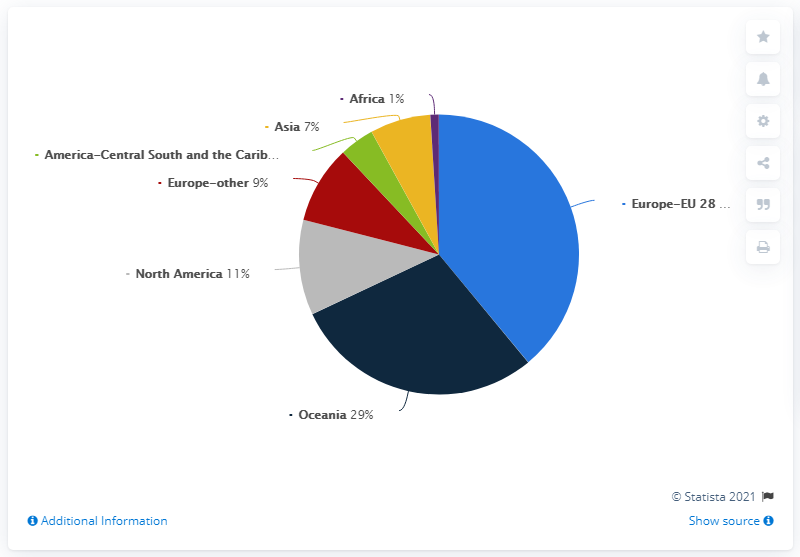 Africa 1%
Asia 7%
America-Central South and the Carib...
Europe-other 9%
Europe-EU 28 ...
North America 11%
Oceania 29%
© Statista 2021
Additional Information
Show source